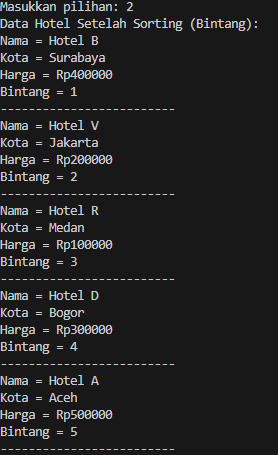 Masukkan pilihan: 2
Data Hotel Setelah Sorting (Bintang):
Nama = Hotel B
Kota = Surabaya
Harga = Rp400000
Bintang = 1
-------------------------
Nama = Hotel V
Kota = Jakarta
Harga = Rp200000
Bintang = 2
-------------------------
Nama = Hotel R
Kota = Medan
Harga = Rp100000
Bintang = 3
-------------------------
Nama = Hotel D
Kota = Bogor
Harga = Rp300000
Bintang = 4
-------------------------
Nama = Hotel A
Kota = Aceh
Harga = Rp500000
Bintang = 5
-------------------------